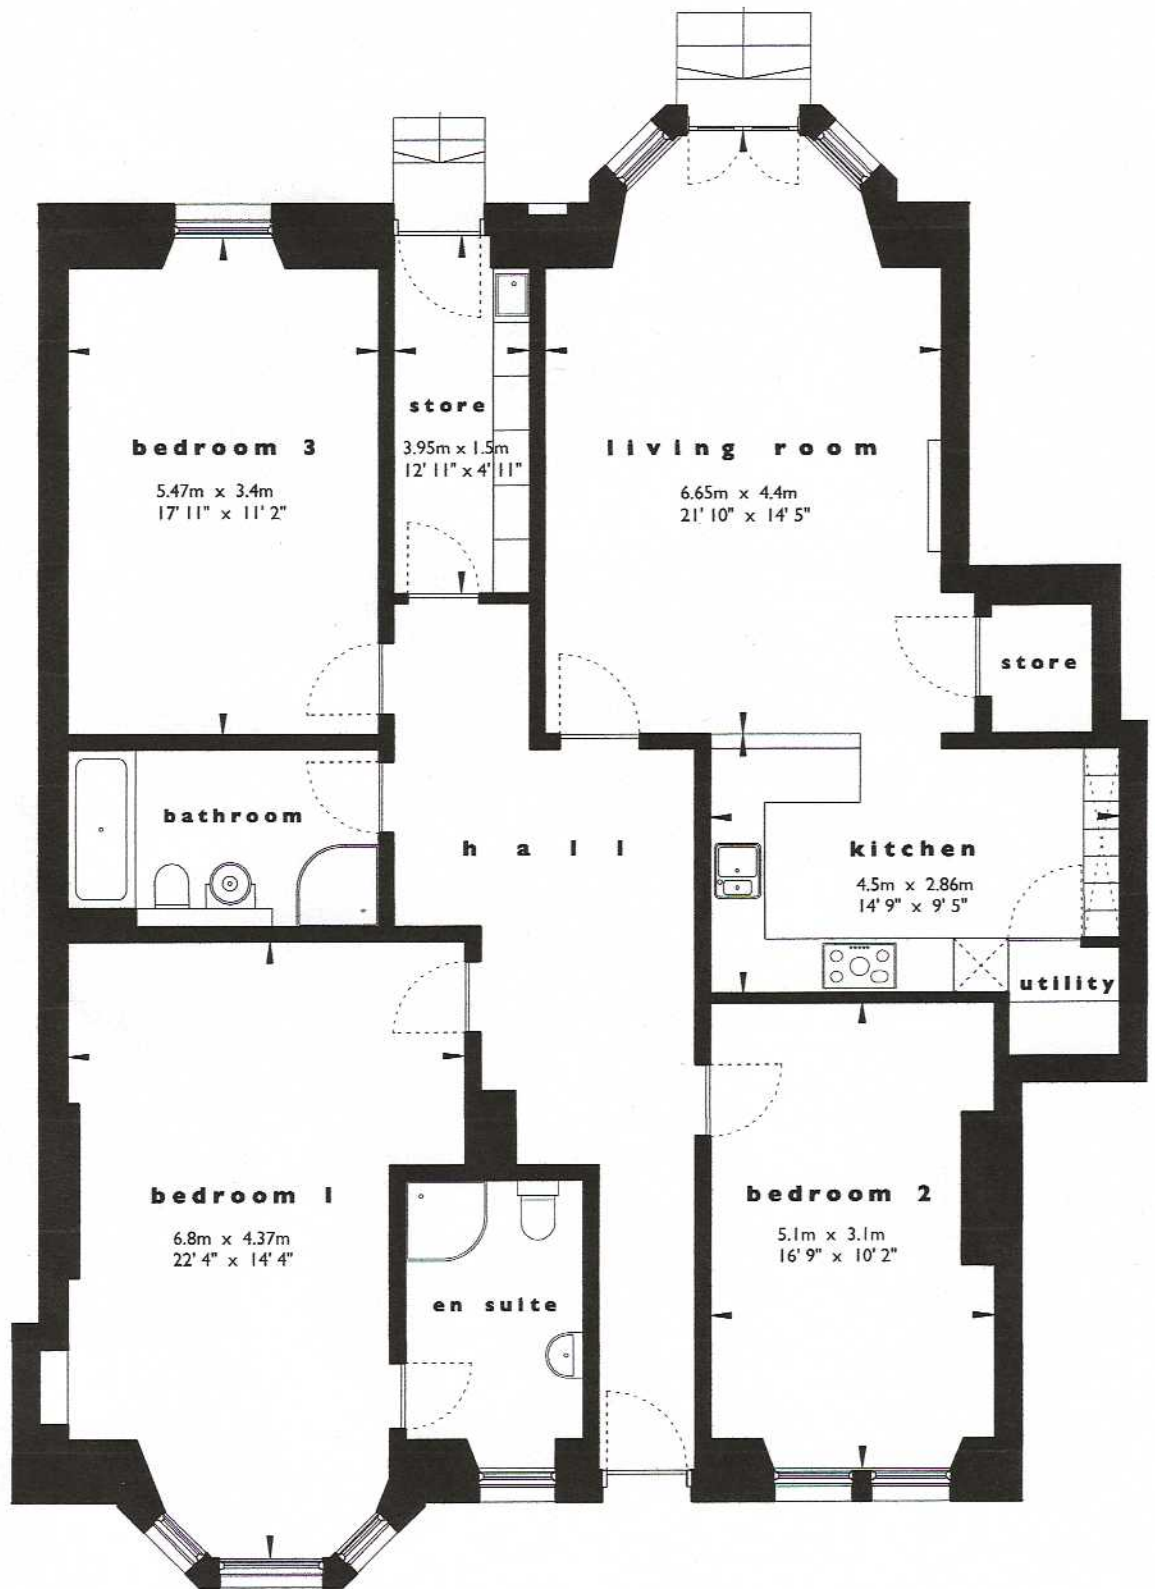 store
3.95m x 1.5m
12' 11" x 4' 11"
bedroom 3
5.47m x 3.4m
17' 11" x 11' 2"
living room
6.65m x 4.4m
21' 10" x 14' 5"
store
bathroom
hall
kitchen
4.5m x 2.86m
14' 9" x 9' 5"
utility
bedroom 1
6.8m x 4.37m
22' 4" x 14' 4"
bedroom 2
5.1m x 3.1m
16' 9" x 10' 2"
en suite